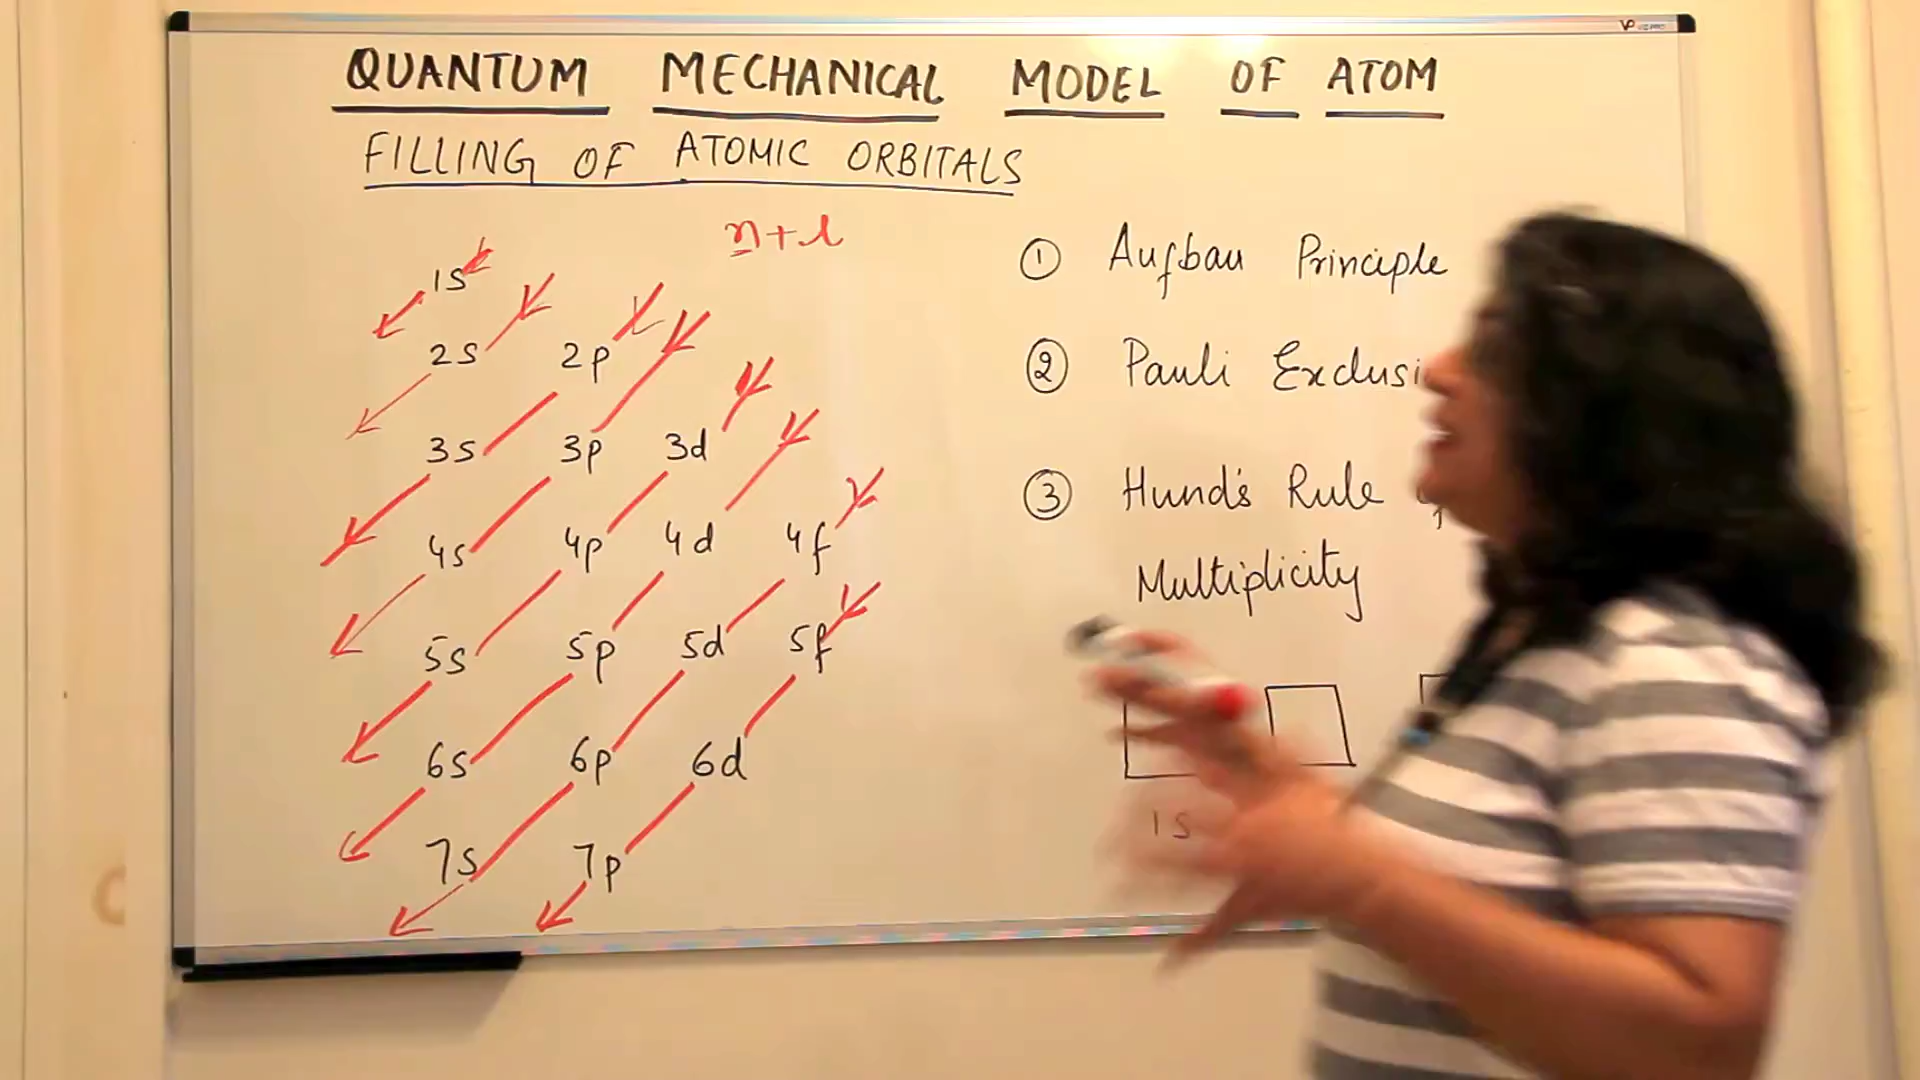 QUANTUM MECHANICAL MODEL OF ATOM
FILLING OF ATOMIC ORBITALS
n+l
1s
2s 2p
3s 3p 3d
4s 4p 4d 4f
5s 5p 5d 5f
6s 6p 6d
7s 7p
① Aufbau Principle
② Pauli Exclusi
③ Hund's Rule
Multiplicity
1s